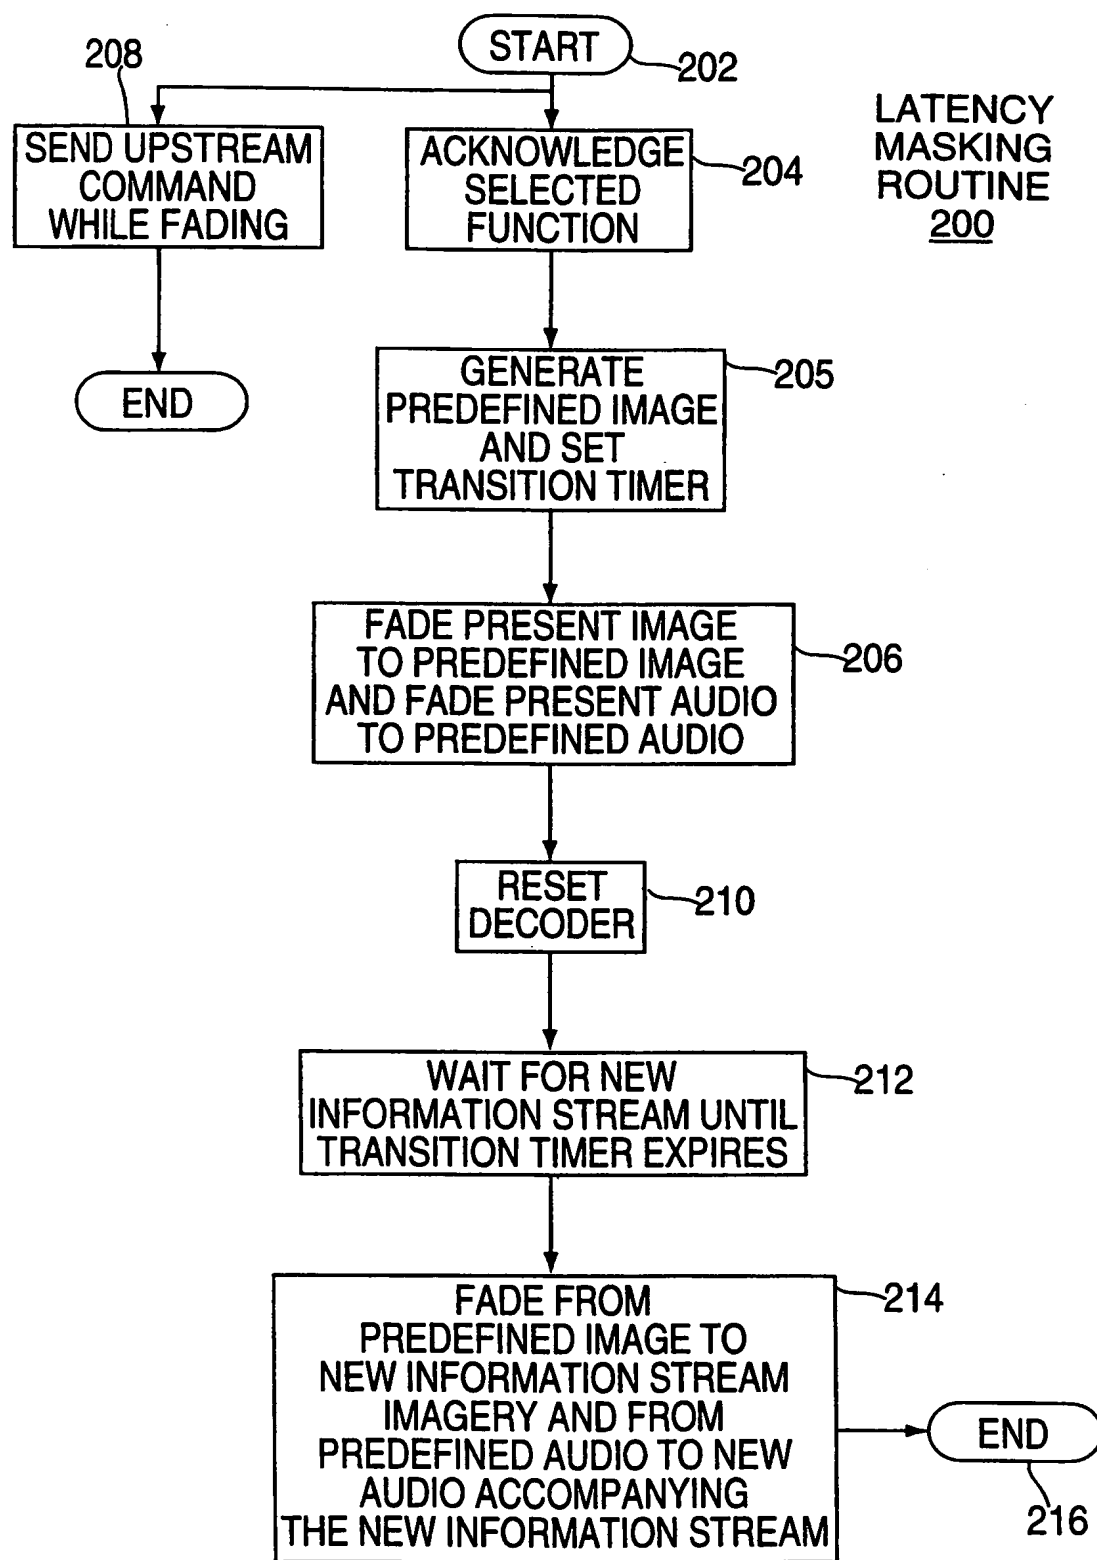 START
202
208
SEND UPSTREAM
COMMAND
WHILE FADING
END
ACKNOWLEDGE
SELECTED
FUNCTION
204
LATENCY
MASKING
ROUTINE
200
GENERATE
PREDEFINED IMAGE
AND SET
TRANSITION TIMER
205
FADE PRESENT IMAGE
TO PREDEFINED IMAGE
AND FADE PRESENT AUDIO
TO PREDEFINED AUDIO
206
RESET
DECODER
210
WAIT FOR NEW
INFORMATION STREAM UNTIL
TRANSITION TIMER EXPIRES
212
FADE FROM
PREDEFINED IMAGE TO
NEW INFORMATION STREAM
IMAGERY AND FROM
PREDEFINED AUDIO TO NEW
AUDIO ACCOMPANYING
THE NEW INFORMATION STREAM
214
END
216